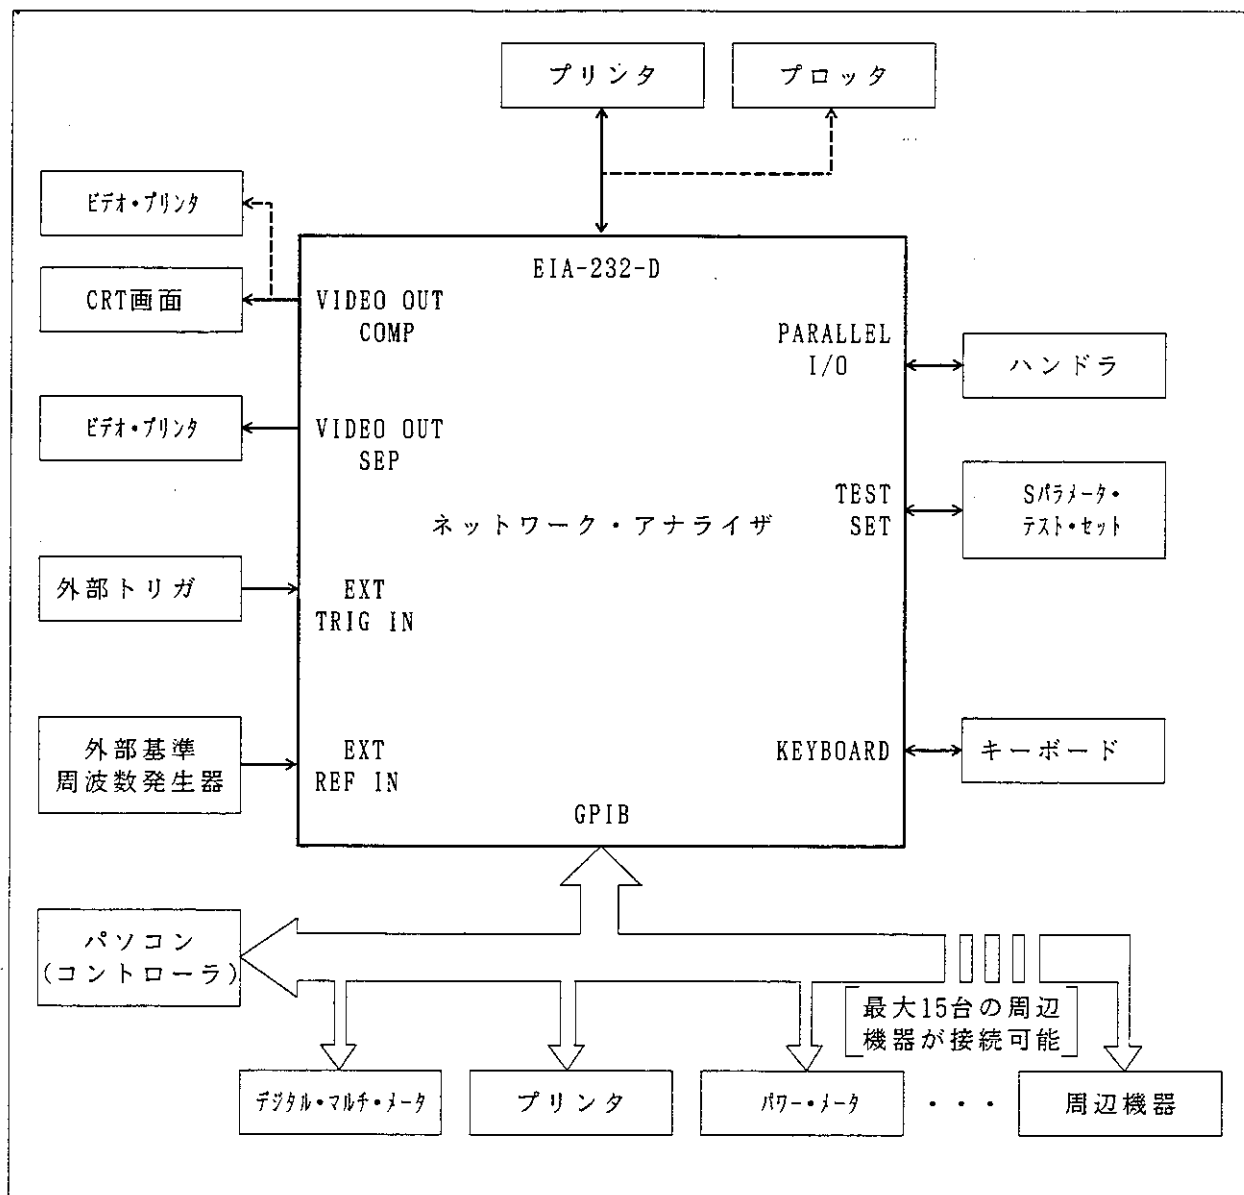 プリンタ
プロッタ
ビデオ・プリンタ
CRT画面
ビデオ・プリンタ
外部トリガ
外部基準
周波数発生器
EIA-232-D
VIDEO OUT
COMP
VIDEO OUT
SEP
ネットワーク・アナライザ
EXT
TRIG IN
EXT
REF IN
GPIB
PARALLEL
I/O
TEST
SET
KEYBOARD
ハンドラ
Sパラメータ・
テスト・セット
キーボード
パソコン
(コントローラ)
最大15台の周辺
機器が接続可能
デジタル・マルチ・メータ
プリンタ
パワー・メータ
・・・
周辺機器